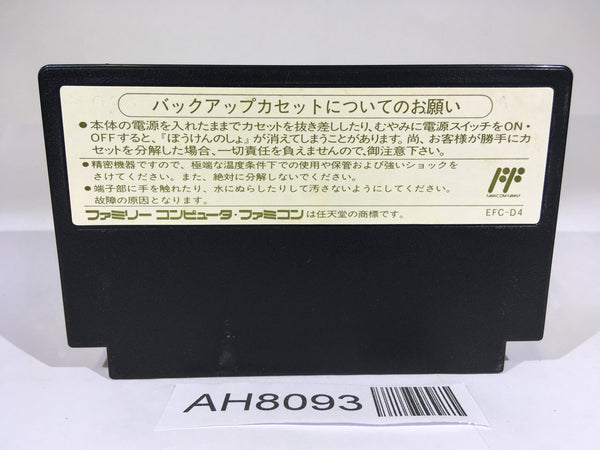 バックアップカセットについてのお願い
●本体の電源を入れたままでカセットを抜き差ししたり、むやみに電源スイッチをON・
OFFすると、『ぼうけんのしょ』が消えてしまうことがあります。尚、お客様が勝手にカ
セットを分解した場合、一切責任を負えませんので、御注意下さい。
●精密機器ですので、極端な温度条件下での使用や保管および強いショックを
さけてください。また、絶対に分解しないでください。
●端子部に手を触れたり、水にぬらしたりして汚さないようにしてください。
故障の原因となります。
ファミリー コンピュータ・ファミコンは任天堂の商標です。
EFC-D4
AH8093